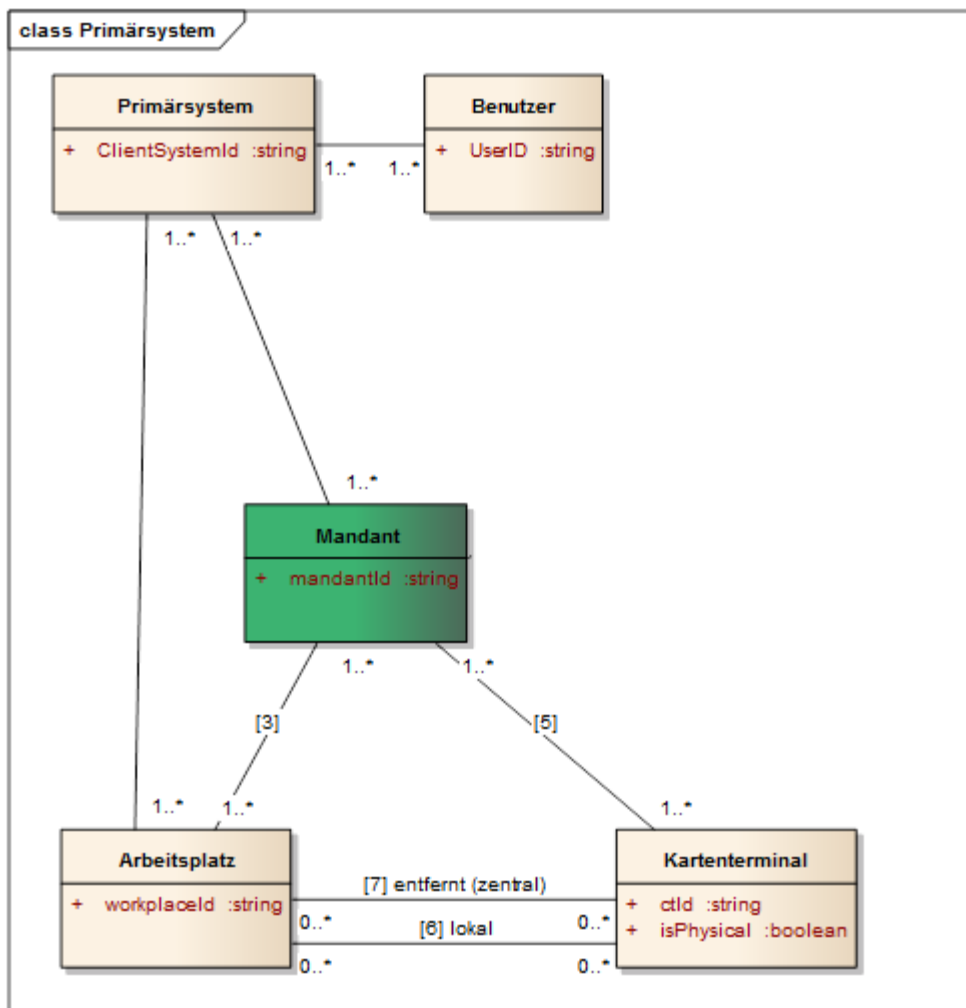 class Primärsystem
Primärsystem
+ ClientSystemId :string
Benutzer
+ UserID :string
1..*
1..*
1..*
1..*
1..*
Mandant
+ mandantId :string
1..*
1..*
[3]
[5]
1..*
1..*
1..*
Arbeitsplatz
+ workplaceId :string
Kartenterminal
+ ctId :string
+ isPhysical :boolean
[7] entfernt (zentral)
0..*
0..*
[6] lokal
0..*
0..*